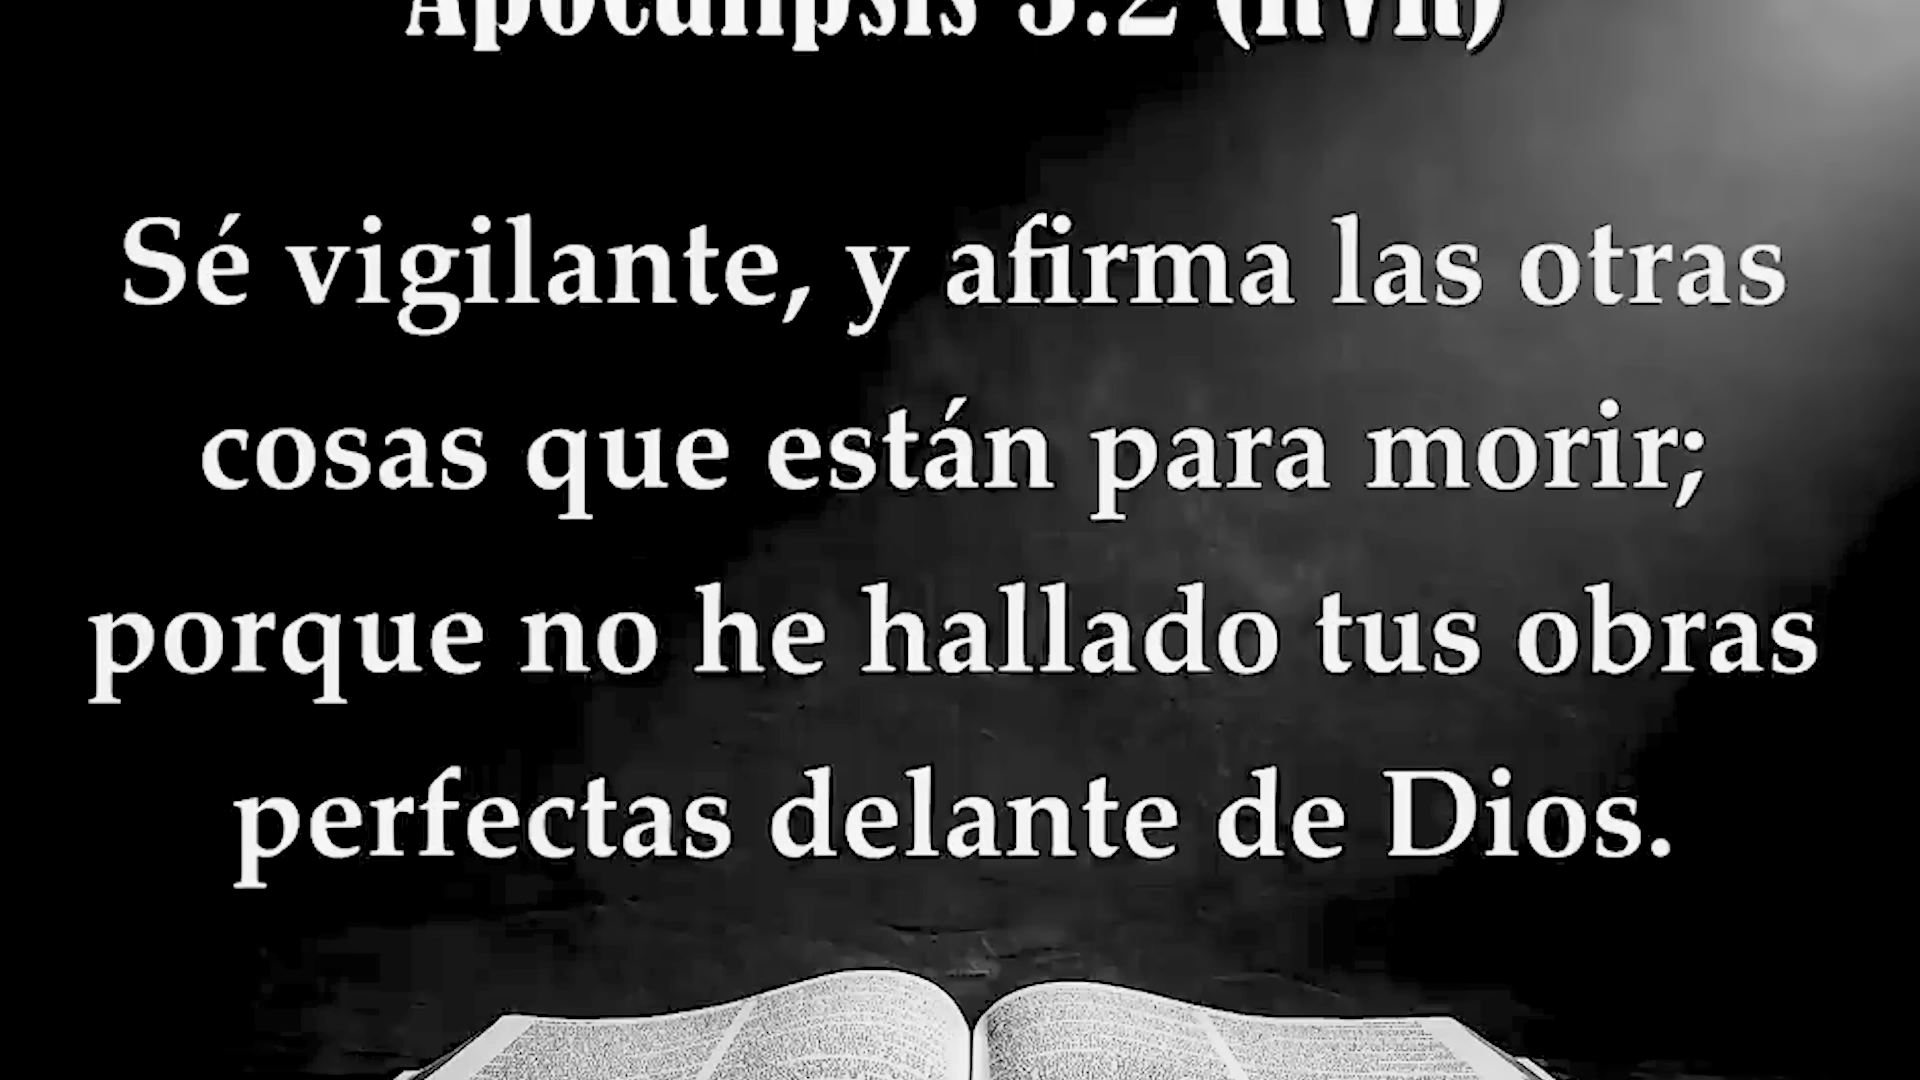 Apocalipsis 3:2 (RVR)
Sé vigilante, y afirma las otras
cosas que están para morir;
porque no he hallado tus obras
perfectas delante de Dios.